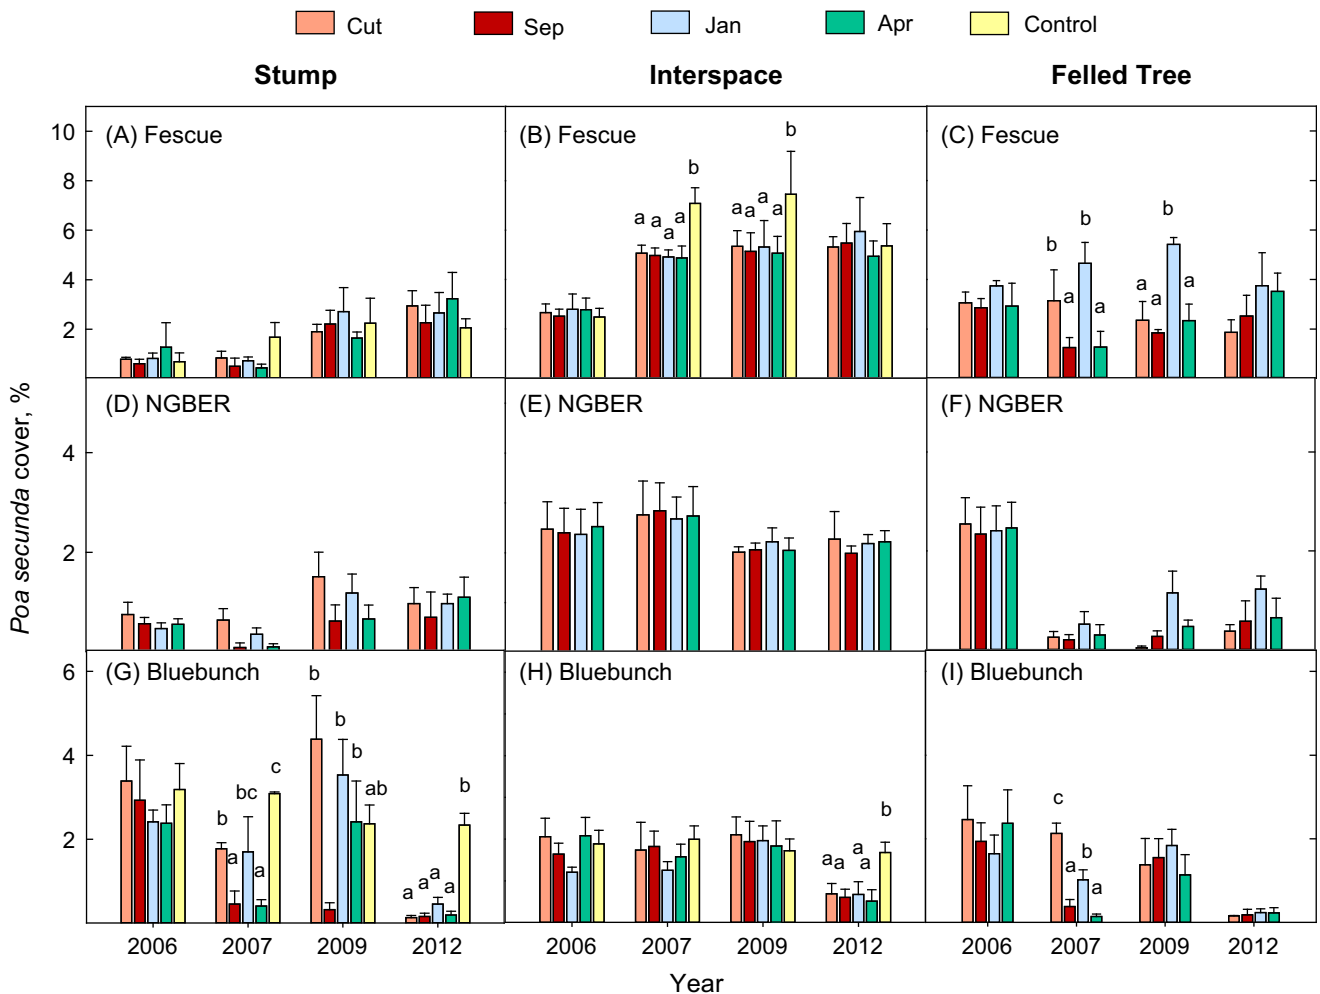 Cut Sep Jan Apr Control
Stump Interspace Felled Tree
Poa secunda cover, %
10
8
6
4
2
(A) Fescue
(B) Fescue
a a a a b
a a a a b
(C) Fescue
b a b a
a a b a
4
2
(D) NGBER
(E) NGBER
(F) NGBER
6
4
2
(G) Bluebunch
b a bc a c
b b b ab
a a a a b
(H) Bluebunch
a a a a b
(I) Bluebunch
c a b a
2006 2007 2009 2012
2006 2007 2009 2012
2006 2007 2009 2012
Year